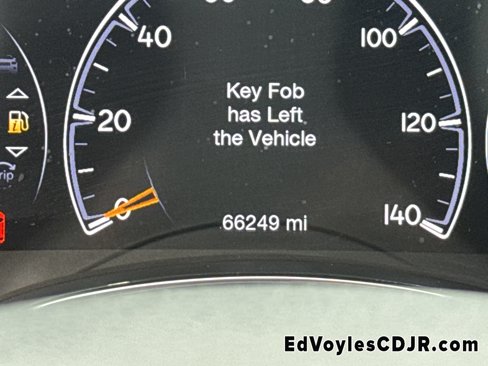 40
100
Key Fob
has Left
the Vehicle
20
120
0
66249 mi
140
EdVoylesCDJR.com